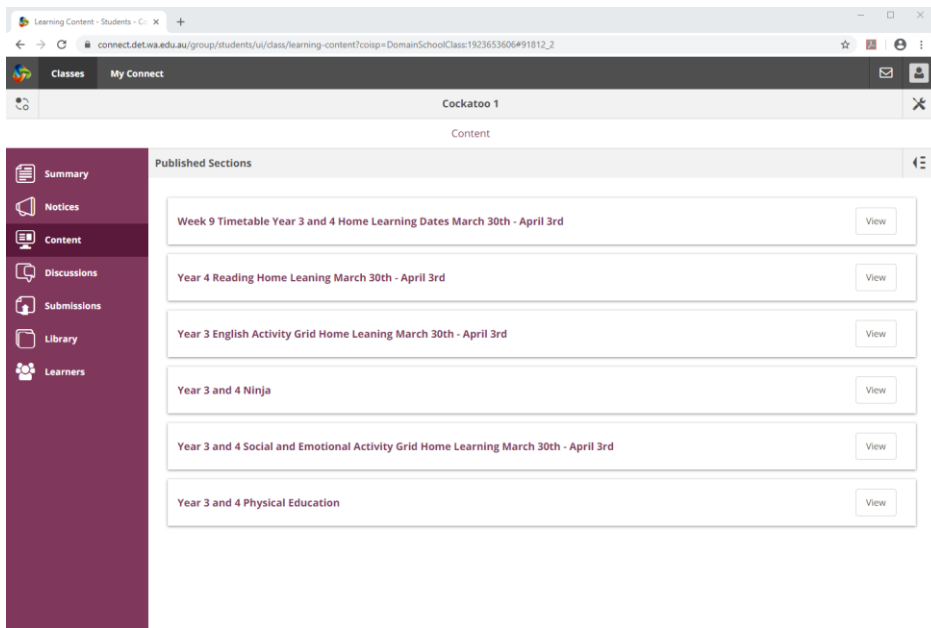 Learning Content - Students - Co
connect.det.wa.edu.au/group/students/ui/class/learning-content?coisp=DomainSchoolClass:1923653606#91812_2
Classes My Connect
Cockatoo 1
Content
Published Sections
Summary
Notices
Content
Discussions
Submissions
Library
Learners
Week 9 Timetable Year 3 and 4 Home Learning Dates March 30th - April 3rd View
Year 4 Reading Home Leaning March 30th - April 3rd View
Year 3 English Activity Grid Home Leaning March 30th - April 3rd View
Year 3 and 4 Ninja View
Year 3 and 4 Social and Emotional Activity Grid Home Learning March 30th - April 3rd View
Year 3 and 4 Physical Education View